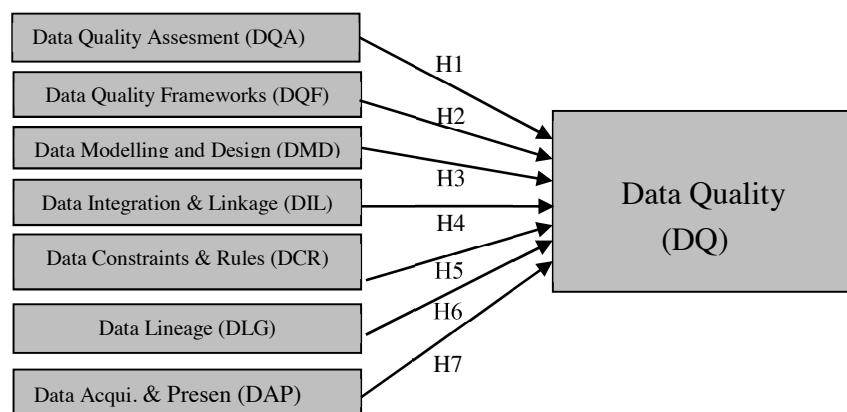 Data Quality Assesment (DQA)
H1
Data Quality Frameworks (DQF)
H2
Data Modelling and Design (DMD)
H3
Data Integration & Linkage (DIL)
H4
Data Constraints & Rules (DCR)
H5
Data Lineage (DLG)
H6
Data Acqui. & Presen (DAP)
H7
Data Quality
(DQ)